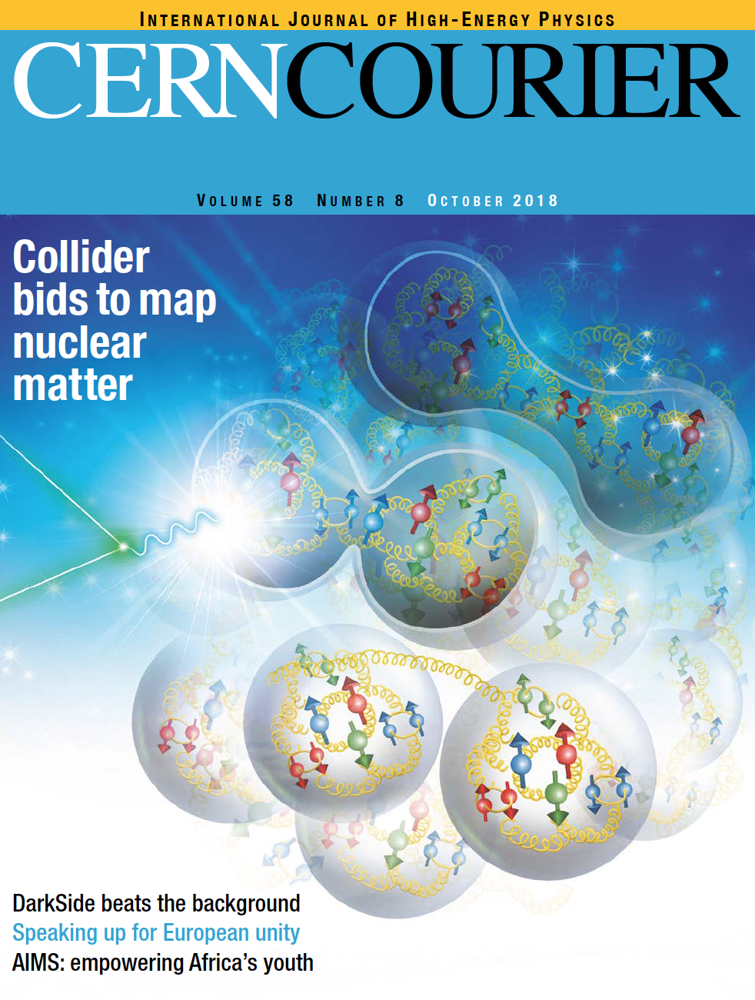 INTERNATIONAL JOURNAL OF HIGH-ENERGY PHYSICS
CERNCOURIER
VOLUME 58 NUMBER 8 OCTOBER 2018
Collider
bids to map
nuclear
matter
DarkSide beats the background
Speaking up for European unity
AIMS: empowering Africa's youth